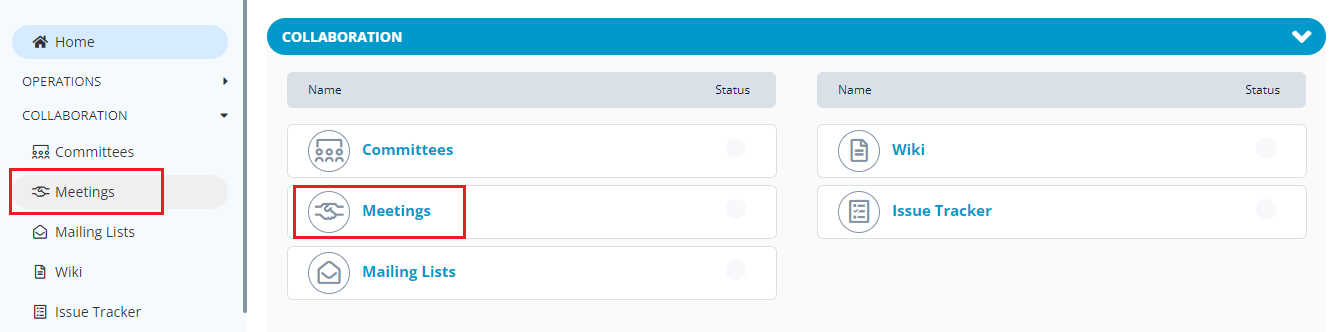 Home
OPERATIONS
COLLABORATION
Committees
Meetings
Mailing Lists
Wiki
Issue Tracker
COLLABORATION
Name Status
Committees
Meetings
Mailing Lists
Name Status
Wiki
Issue Tracker